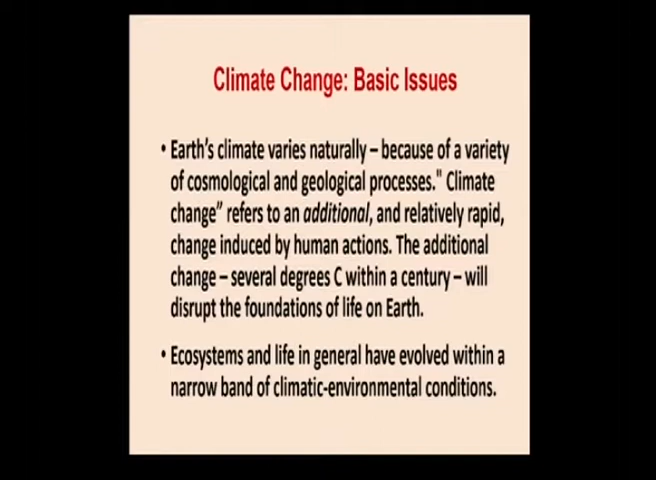 Climate Change: Basic Issues
• Earth's climate varies naturally – because of a variety
of cosmological and geological processes." Climate
change" refers to an additional, and relatively rapid,
change induced by human actions. The additional
change – several degrees C within a century – will
disrupt the foundations of life on Earth.
• Ecosystems and life in general have evolved within a
narrow band of climatic-environmental conditions.